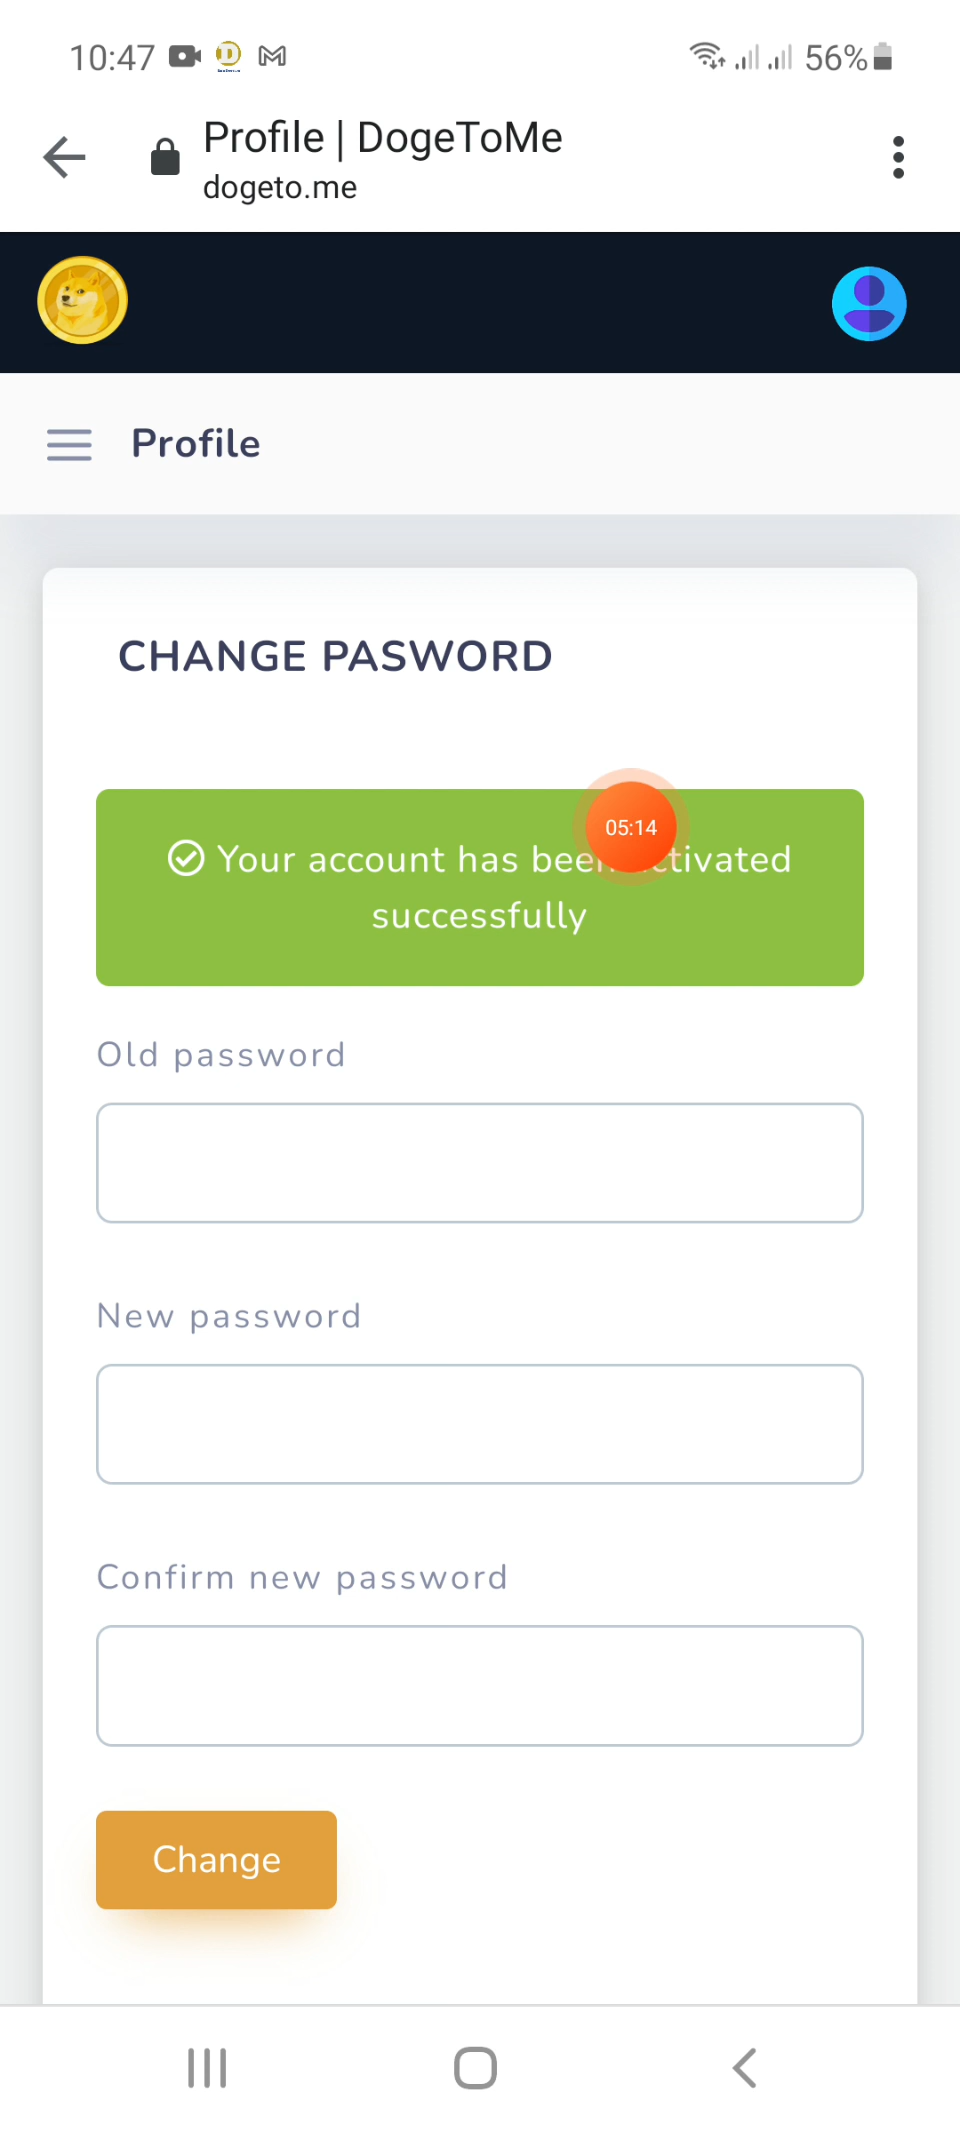 10:47 56%
Profile | DogeToMe
dogeto.me
Profile
CHANGE PASWORD
05:14
Your account has been tivated
successfully
Old password
New password
Confirm new password
Change